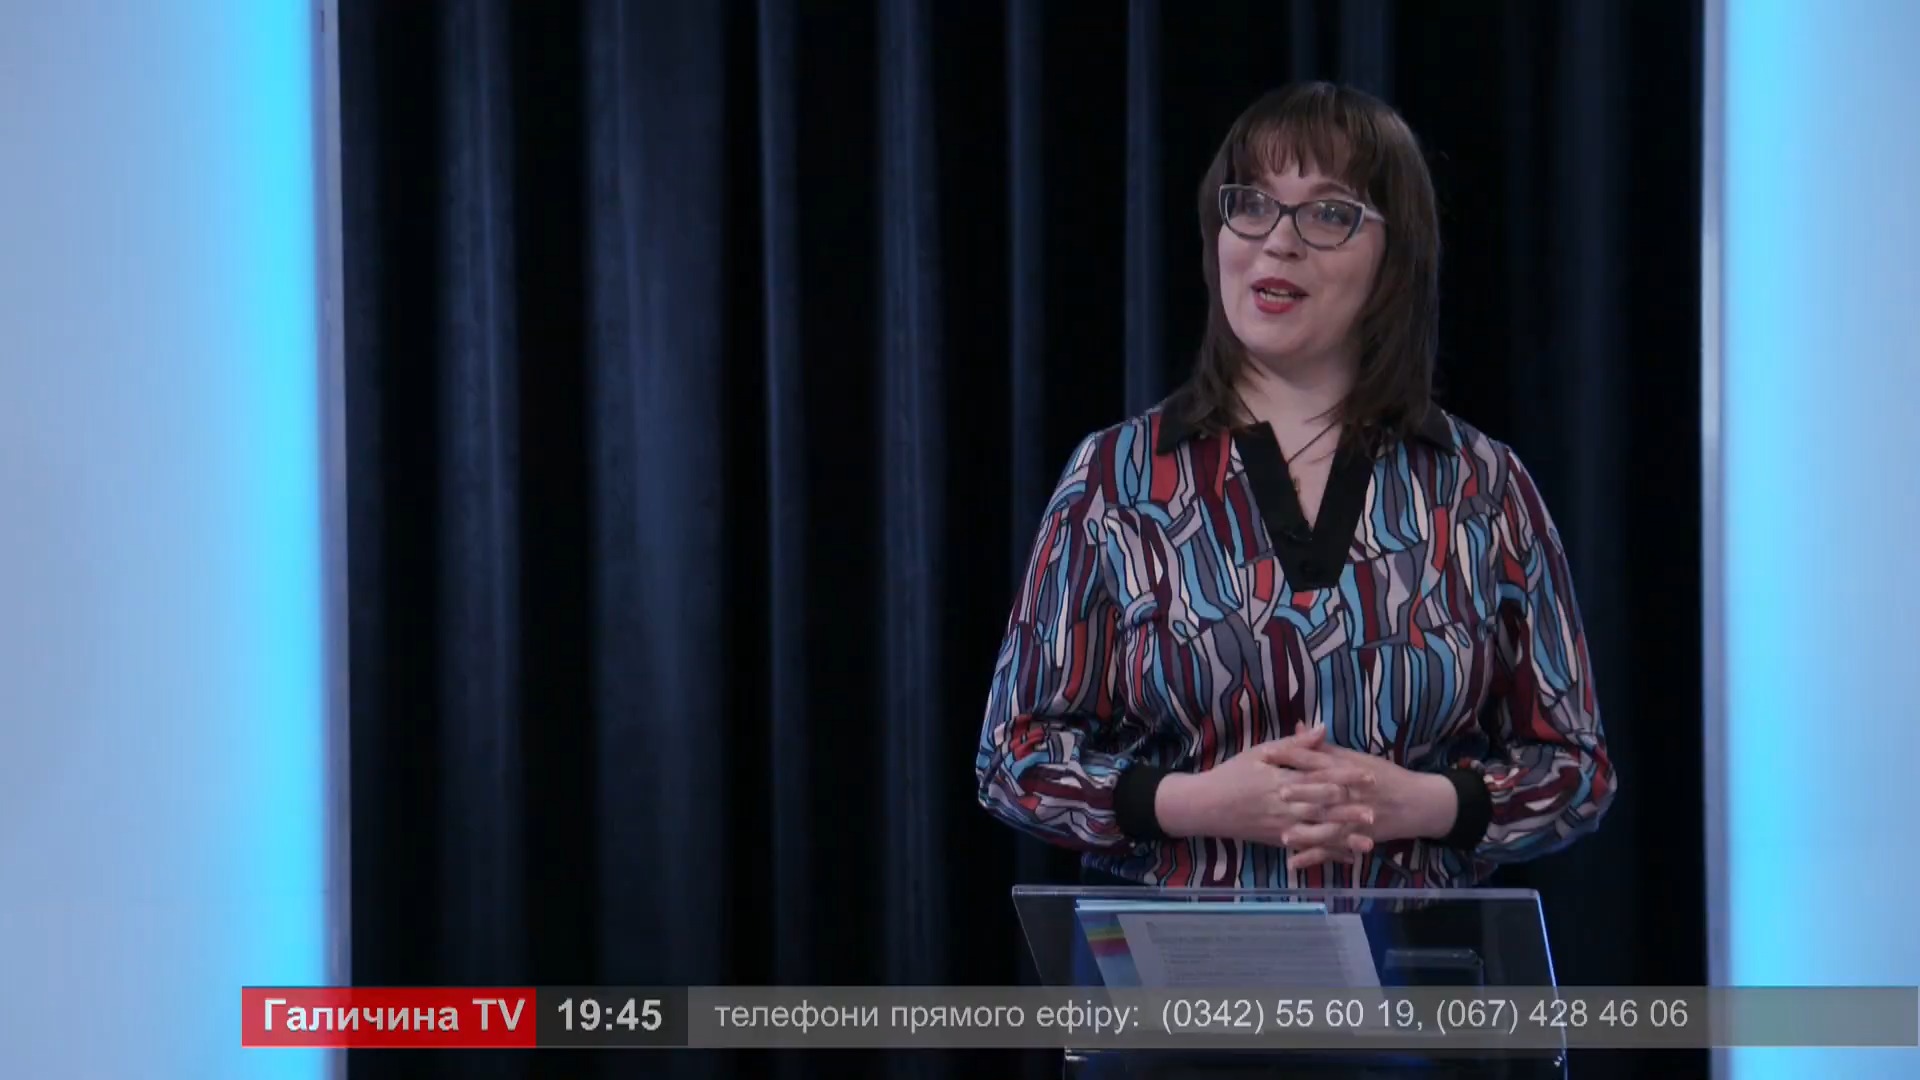 Галичина TV 19:45 телефони прямого ефіру: (0342) 55 60 19, (067) 428 46 06